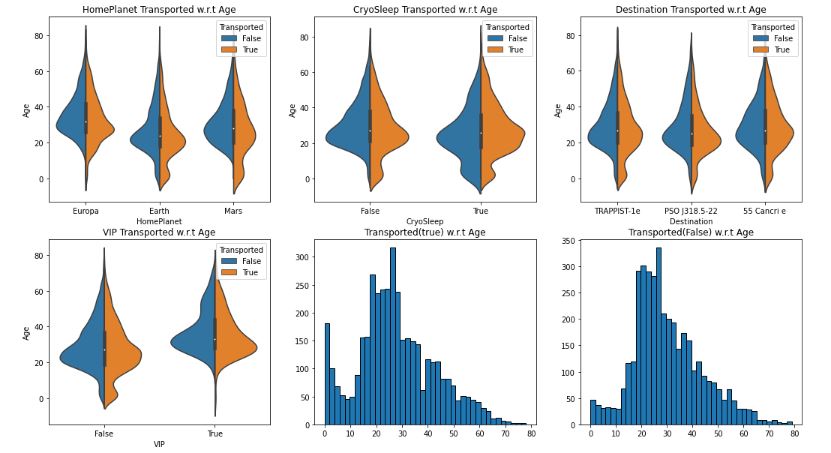 HomePlanet Transported w.r.t Age
Transported
False
True
80
60
40
20
0
Age
Europa Earth Mars
HomePlanet
CryoSleep Transported w.r.t Age
Transported
False
True
80
60
40
20
0
Age
False True
CryoSleep
Destination Transported w.r.t Age
Transported
False
True
80
60
40
20
0
Age
TRAPPIST-1e PSO J318.5-22 55 Cancri e
Destination
VIP Transported w.r.t Age
Transported
False
True
80
60
40
20
0
Age
False True
VIP
Transported(true) w.r.t Age
300
250
200
150
100
50
0
0 10 20 30 40 50 60 70 80
Transported(False) w.r.t Age
350
300
250
200
150
100
50
0
0 10 20 30 40 50 60 70 80